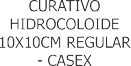 CURATIVO
HIDROCOLOIDE
10X10CM REGULAR
- CASEX